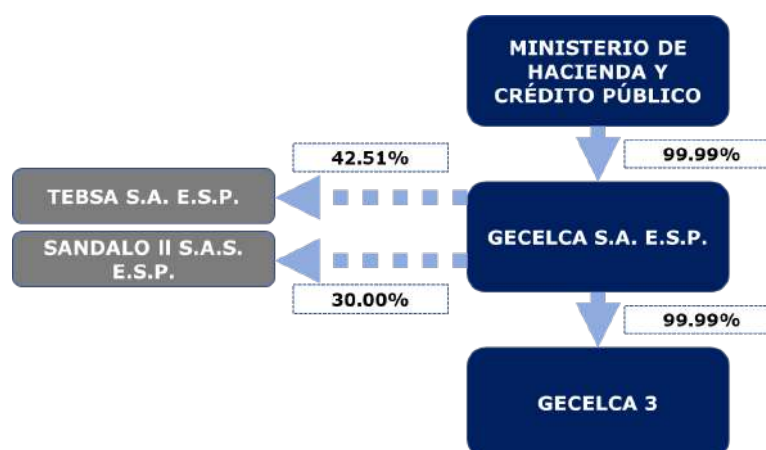 MINISTERIO DE
HACIENDA Y
CRÉDITO PÚBLICO
42.51%
99.99%
TEBSA S.A. E.S.P.
GECELCA S.A. E.S.P.
SANDALO II S.A.S.
E.S.P.
30.00%
99.99%
GECELCA 3